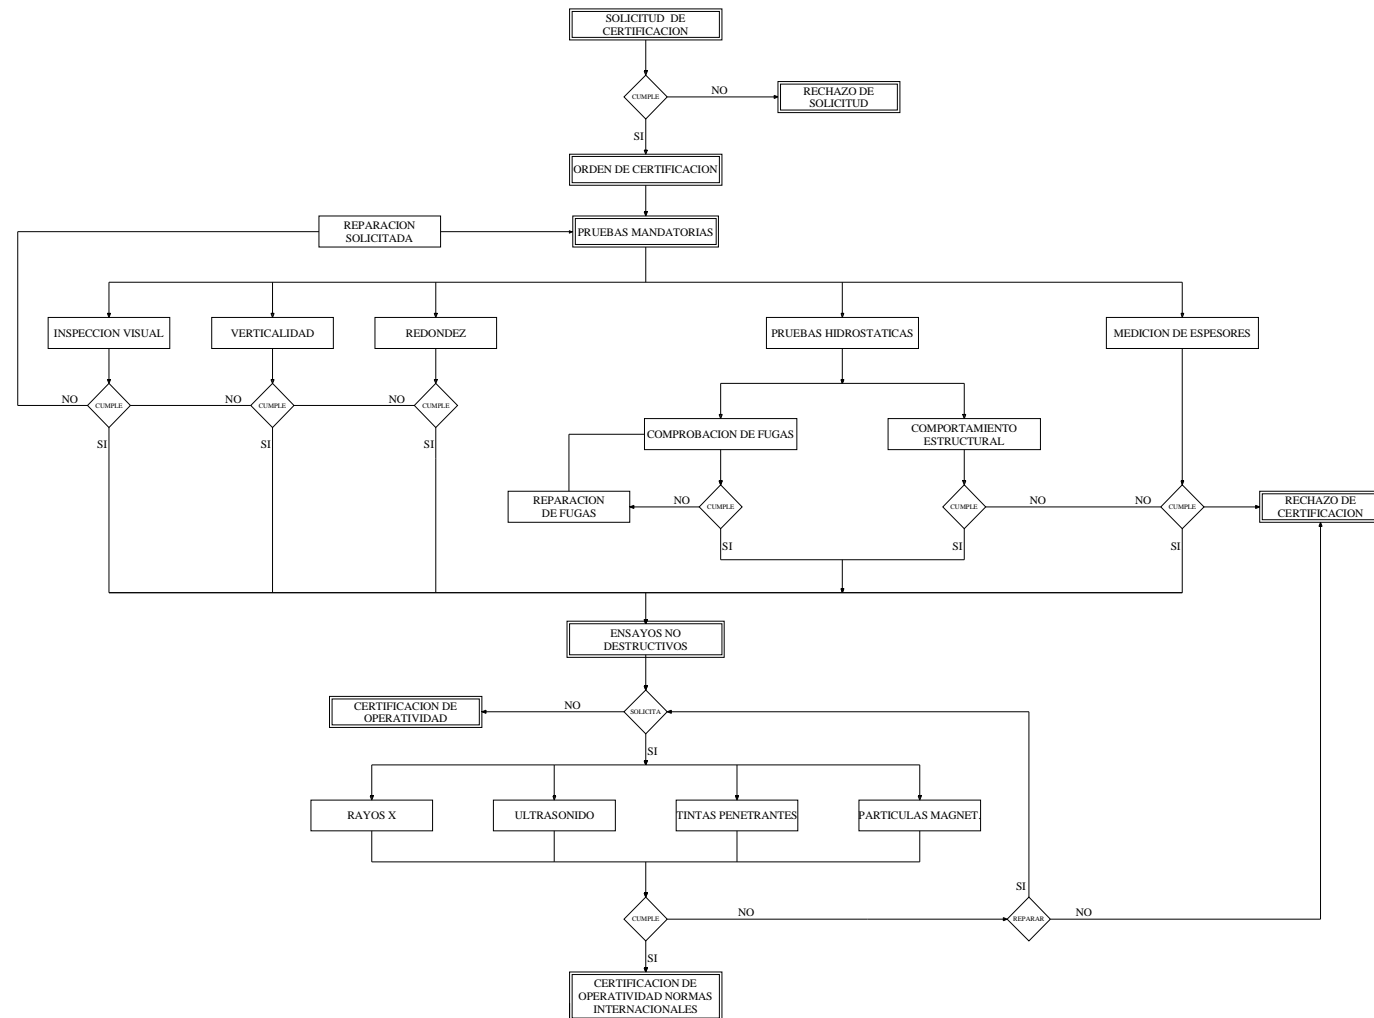 SOLICITUD DE
CERTIFICACION
CUMPLE
NO
RECHAZO DE
SOLICITUD
SI
ORDEN DE CERTIFICACION
REPARACION
SOLICITADA
PRUEBAS MANDATORIAS
INSPECCION VISUAL
VERTICALIDAD
REDONDEZ
PRUEBAS HIDROSTATICAS
MEDICION DE ESPESORES
NO
CUMPLE
NO
CUMPLE
NO
CUMPLE
SI
SI
SI
COMPROBACION DE FUGAS
COMPORTAMIENTO
ESTRUCTURAL
REPARACION
DE FUGAS
NO
CUMPLE
CUMPLE
NO
NO
CUMPLE
RECHAZO DE
CERTIFICACION
SI
SI
SI
ENSAYOS NO
DESTRUCTIVOS
CERTIFICACION DE
OPERATIVIDAD
NO
SOLICITA
SI
RAYOS X
ULTRASONIDO
TINTAS PENETRANTES
PARTICULAS MAGNET.
SI
CUMPLE
NO
REPARAR
NO
SI
CERTIFICACION DE
OPERATIVIDAD NORMAS
INTERNACIONALES